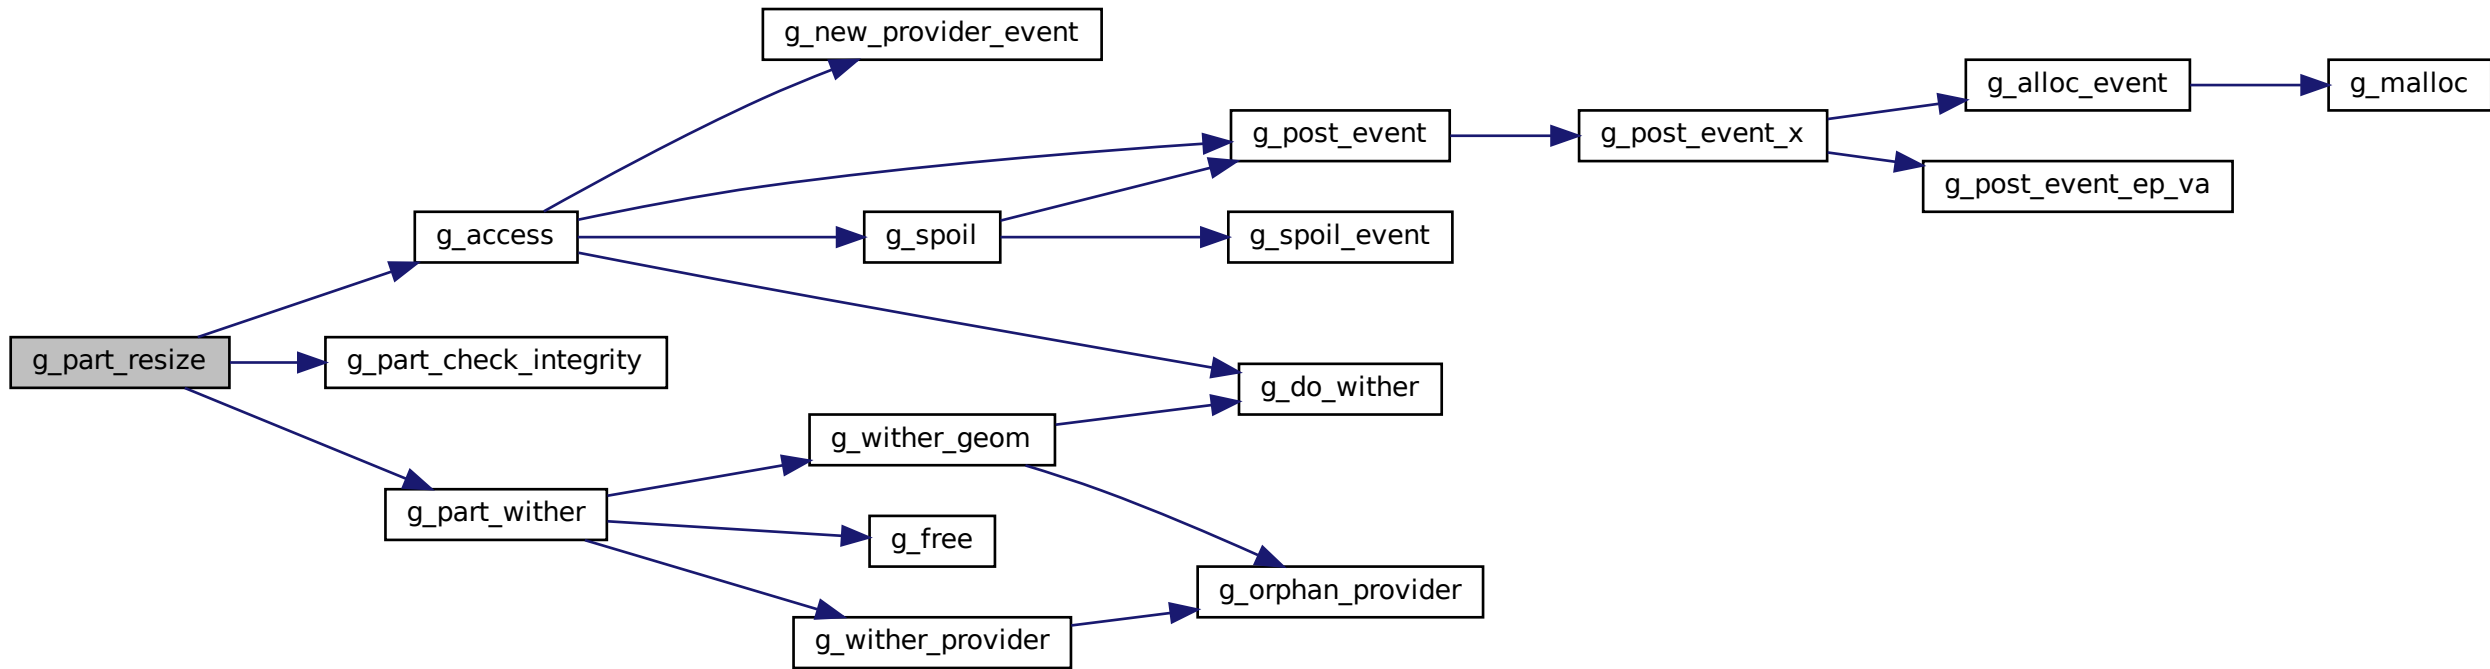 g_new_provider_event
g_alloc_event
g_malloc
g_post_event
g_post_event_x
g_post_event_ep_va
g_access
g_spoil
g_spoil_event
g_part_resize
g_part_check_integrity
g_do_wither
g_wither_geom
g_part_wither
g_free
g_orphan_provider
g_wither_provider